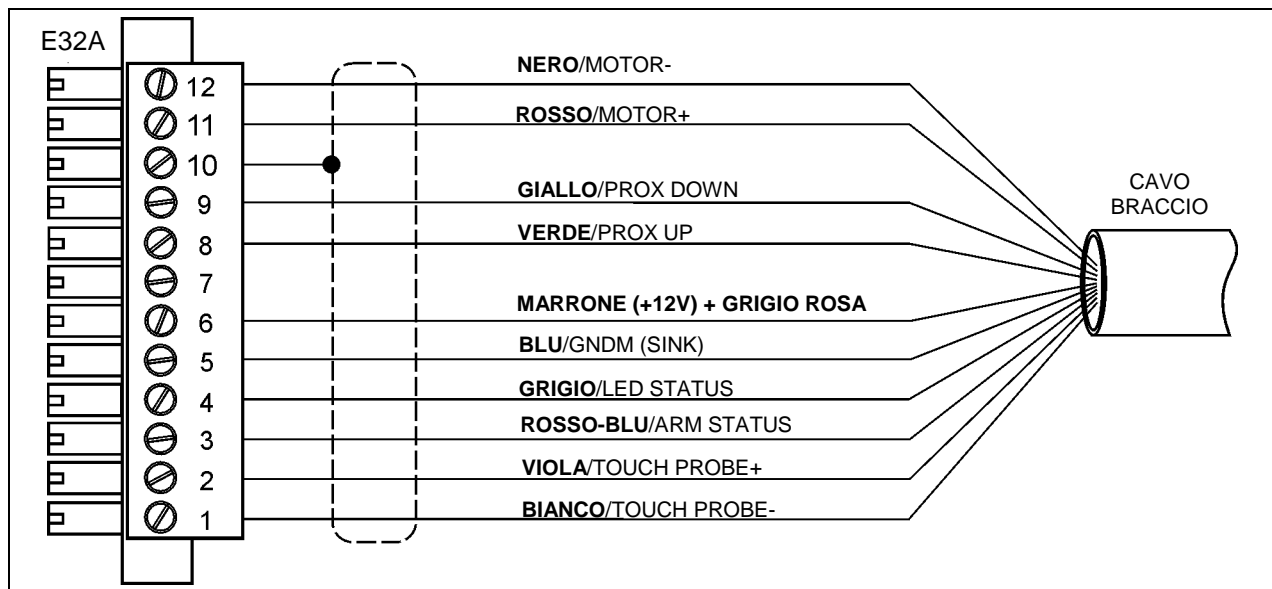 E32A
12
NERO/MOTOR-
11
ROSSO/MOTOR+
10
9
GIALLO/PROX DOWN
8
VERDE/PROX UP
7
6
MARRONE (+12V) + GRIGIO ROSA
5
BLU/GNDM (SINK)
4
GRIGIO/LED STATUS
3
ROSSO-BLU/ARM STATUS
2
VIOLA/TOUCH PROBE+
1
BIANCO/TOUCH PROBE-
CAVO
BRACCIO